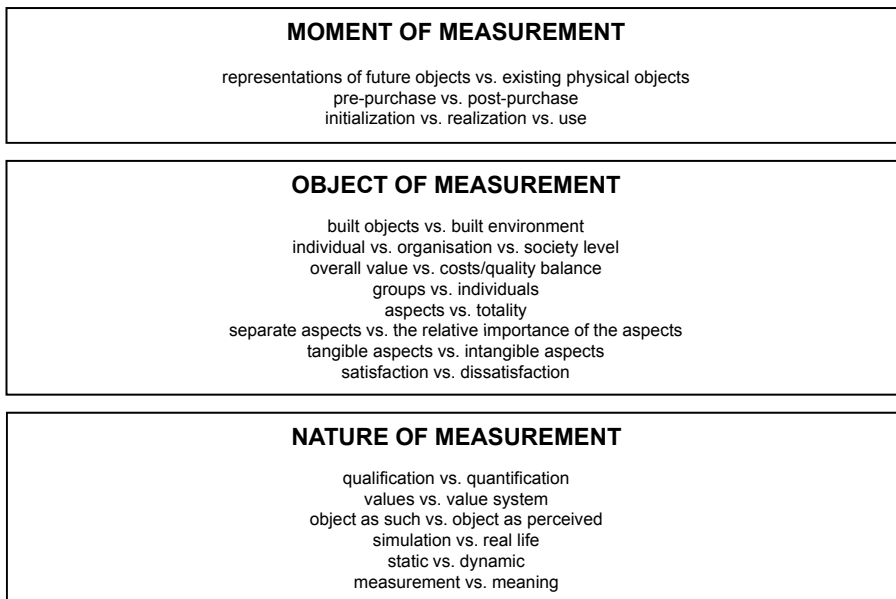 MOMENT OF MEASUREMENT
representations of future objects vs. existing physical objects
pre-purchase vs. post-purchase
initialization vs. realization vs. use
OBJECT OF MEASUREMENT
built objects vs. built environment
individual vs. organisation vs. society level
overall value vs. costs/quality balance
groups vs. individuals
aspects vs. totality
separate aspects vs. the relative importance of the aspects
tangible aspects vs. intangible aspects
satisfaction vs. dissatisfaction
NATURE OF MEASUREMENT
qualification vs. quantification
values vs. value system
object as such vs. object as perceived
simulation vs. real life
static vs. dynamic
measurement vs. meaning